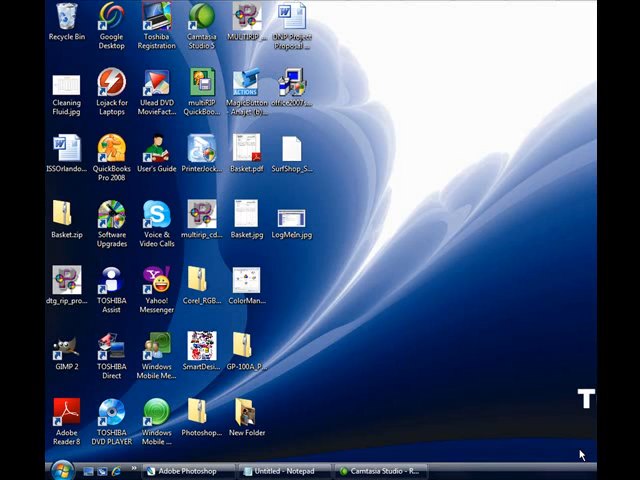 Recycle Bin
Google Desktop
Toshiba Registration
Camtasia Studio 5
MULTIRIP_...
DNP Project Proposal ...
Cleaning Fluid.jpg
Lojack for Laptops
Ulead DVD MovieFact...
multiRIP QuickBoo...
MagicButton - Anajet (b)...
office2007s...
ISSOrlando...
QuickBooks Pro 2008
User's Guide
PrinterJock...
Basket.pdf
SurfShop_S...
Basket.zip
Software Upgrades
Voice & Video Calls
multirip_cd...
Basket.jpg
LogMeIn.jpg
dtg_rip_pro...
TOSHIBA Assist
Yahoo! Messenger
Corel_RGB...
ColorMan...
GIMP 2
TOSHIBA Direct
Windows Mobile Me...
SmartDesi...
GP-100A_P...
Adobe Reader 8
TOSHIBA DVD PLAYER
Windows Mobile ...
Photoshop...
New Folder
T
Adobe Photoshop
Untitled - Notepad
Camtasia Studio - R...